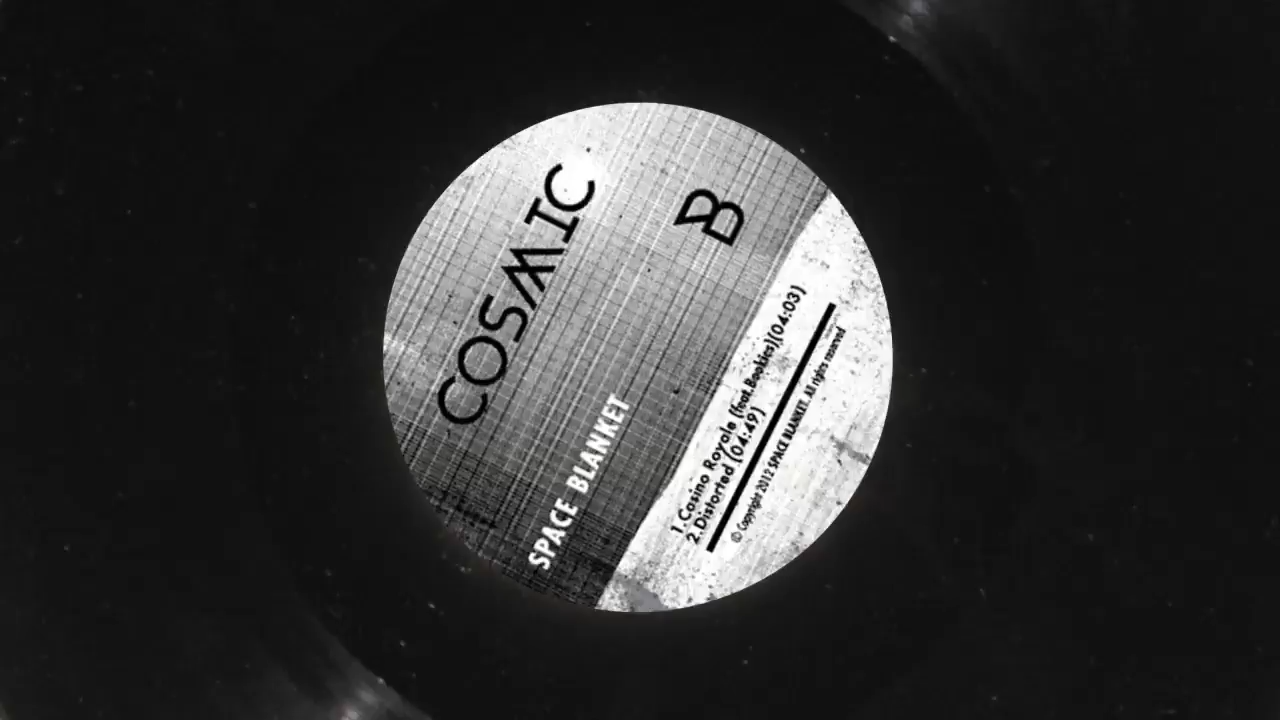 COSMIC
B
SPACE BLANKET
1.Casino Royale (feat.Bookies)(04:03)
2.Distorted (04:49)
© Copyright 2012 SPACE BLANKET. All rights reserved